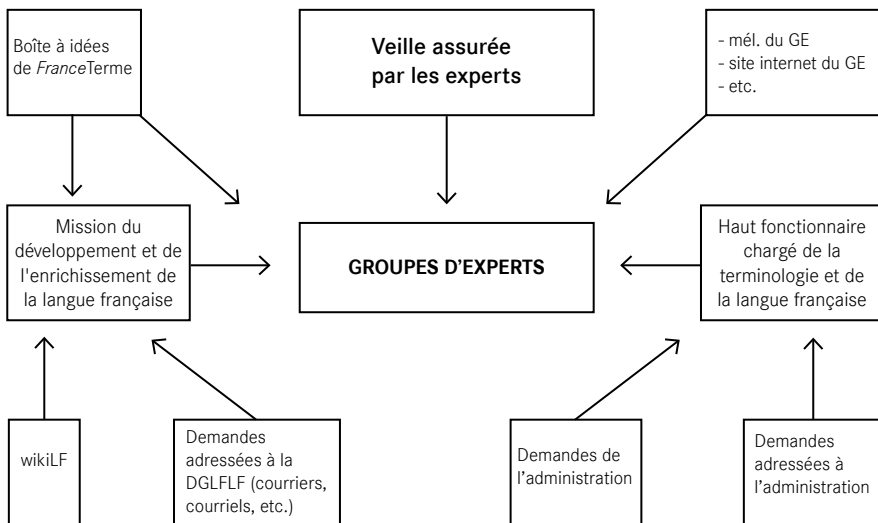 Boîte à idées
de FranceTerme
Veille assurée
par les experts
- mél. du GE
- site internet du GE
- etc.
Mission du
développement et de
l'enrichissement de
la langue française
GROUPES D'EXPERTS
Haut fonctionnaire
chargé de la
terminologie et de
la langue française
wikiLF
Demandes
adressées à la
DGLFLF (courriers,
courriels, etc.)
Demandes de
l'administration
Demandes
adressées à
l'administration